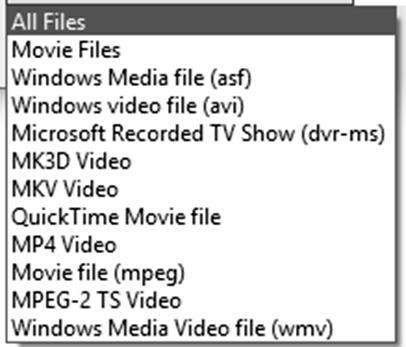 All Files
Movie Files
Windows Media file (asf)
Windows video file (avi)
Microsoft Recorded TV Show (dvr-ms)
MK3D Video
MKV Video
QuickTime Movie file
MP4 Video
Movie file (mpeg)
MPEG-2 TS Video
Windows Media Video file (wmv)